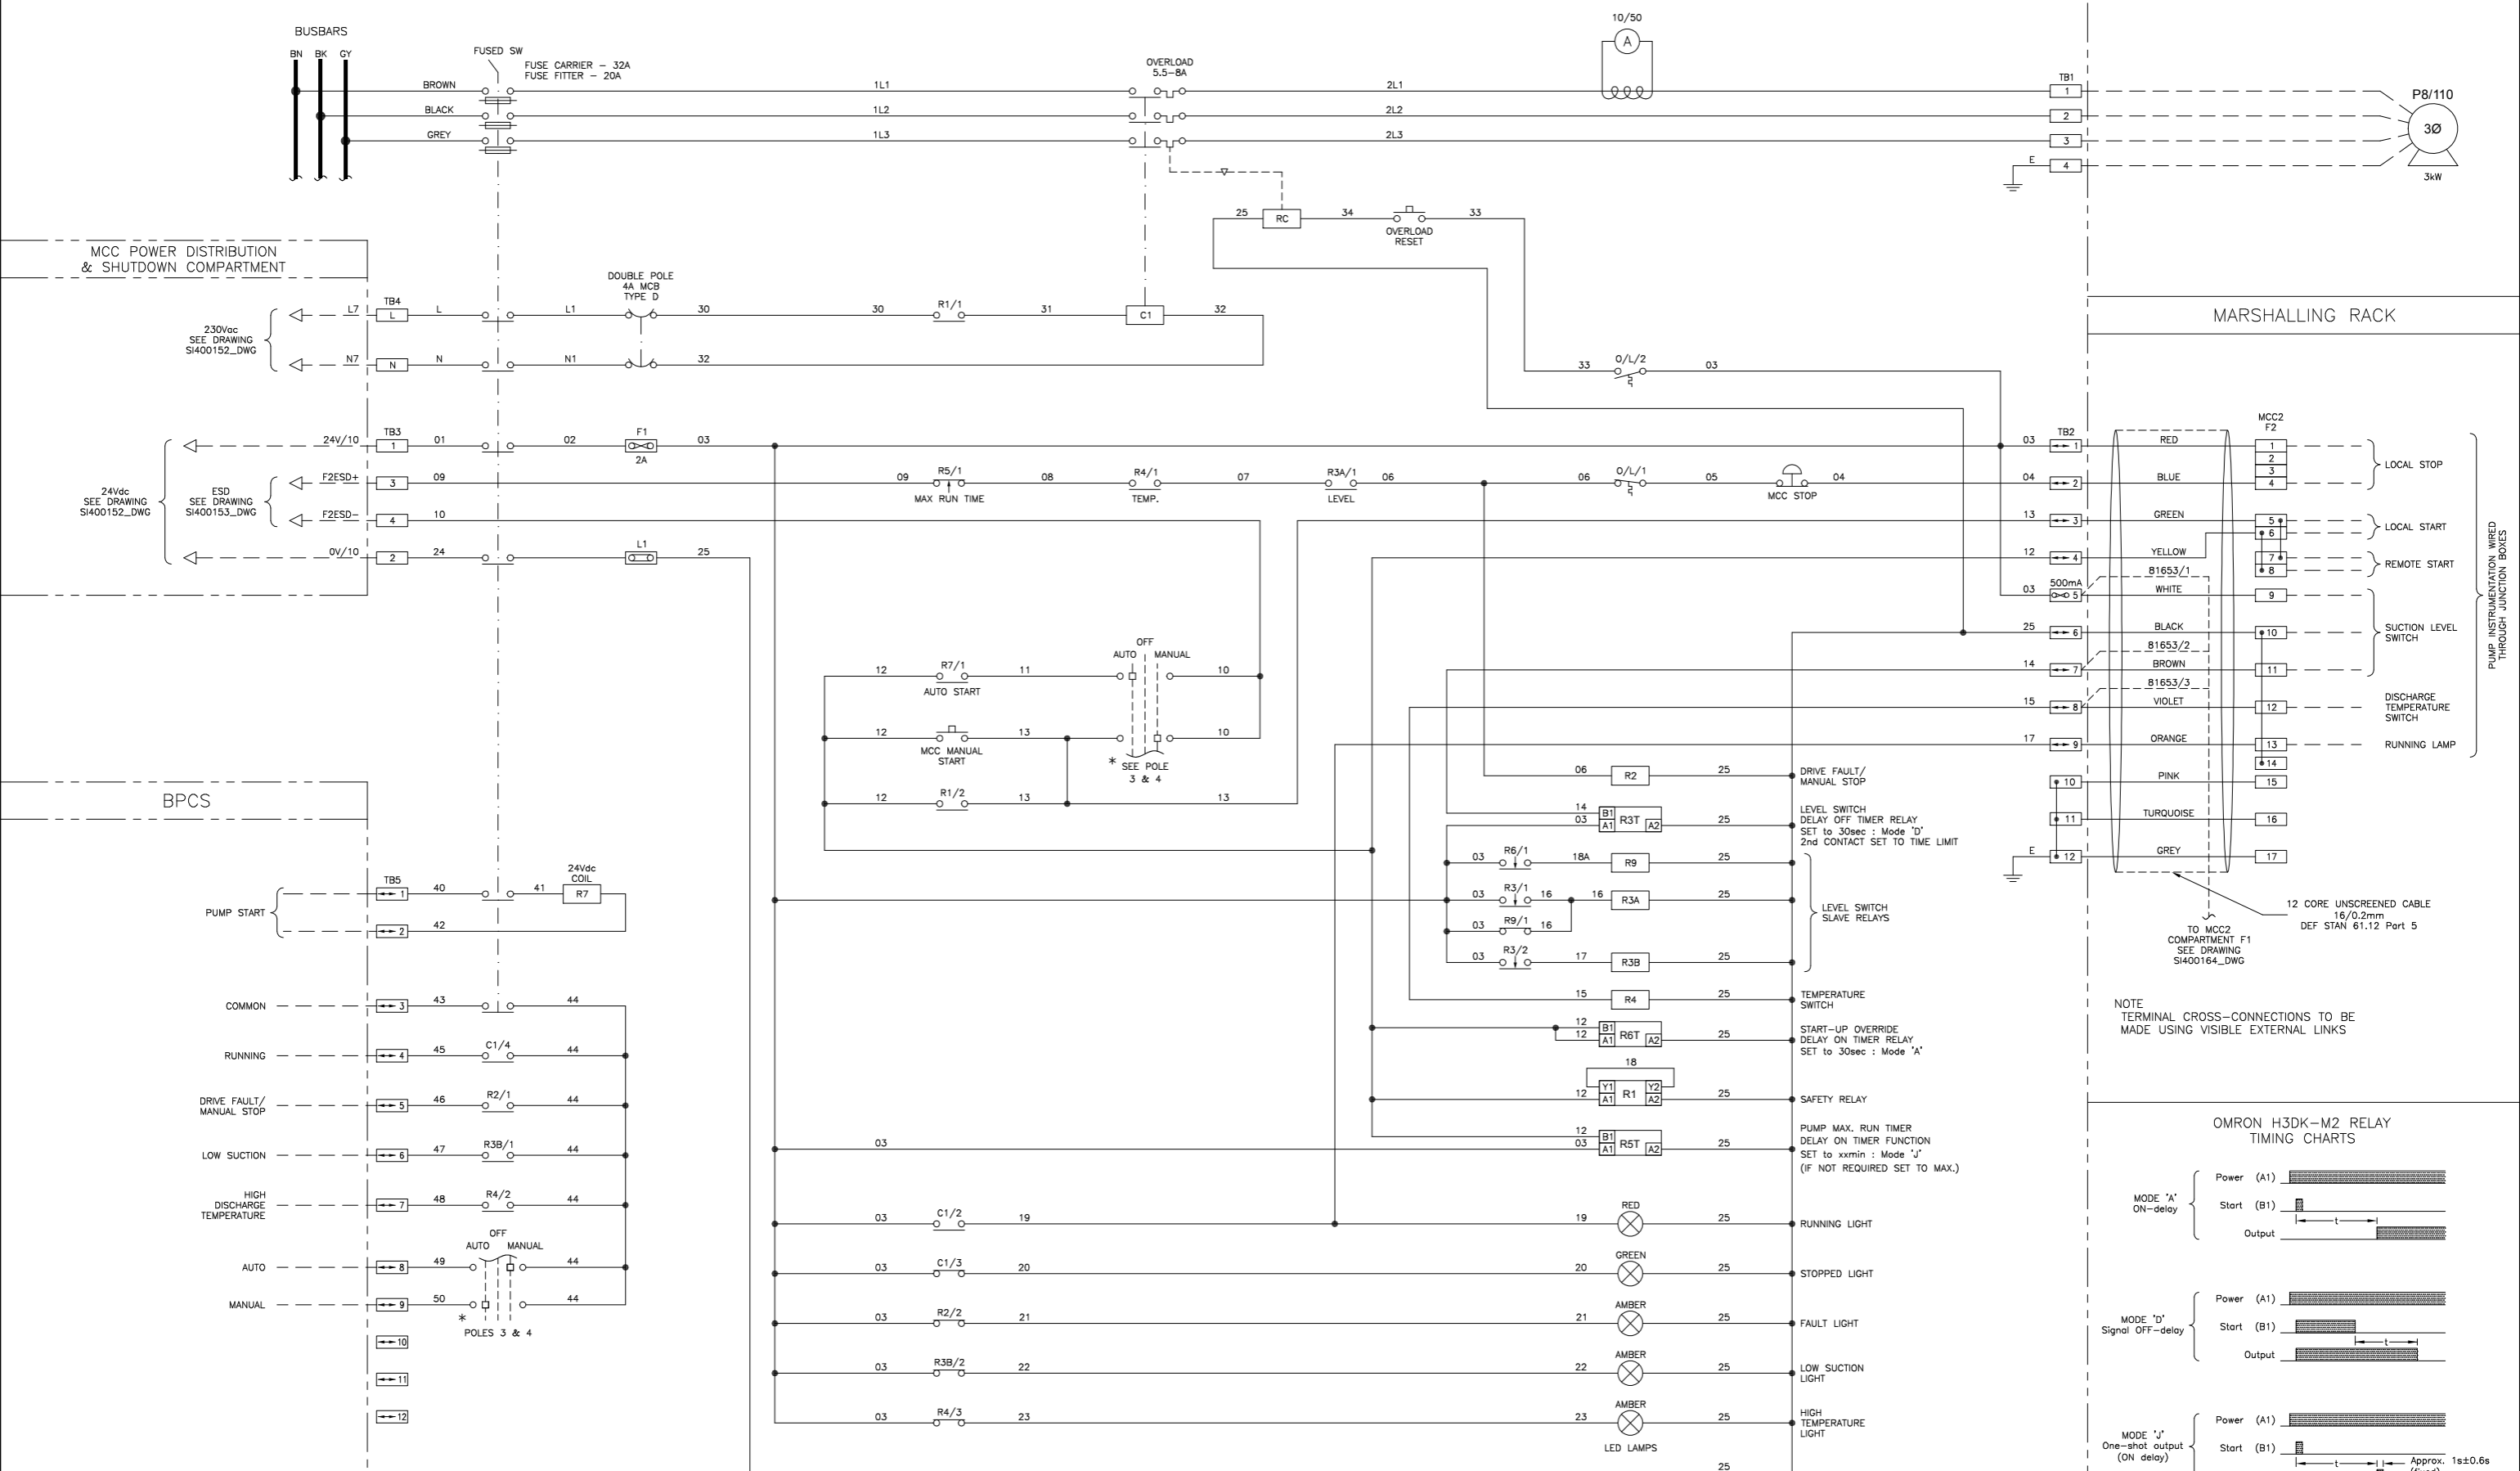 10/50
A
BUSBARS
BN BK GY
FUSED SW
FUSE CARRIER – 32A
FUSE FITTER – 20A
OVERLOAD
5.5–8A
BROWN 1L1 2L1 TB1 1
BLACK 1L2 2L2 2
GREY 1L3 2L3 3
E 4
P8/110
3Ø
3kW
25 RC 34 33
OVERLOAD
RESET
MCC POWER DISTRIBUTION
& SHUTDOWN COMPARTMENT
DOUBLE POLE
4A MCB
TYPE D
230Vac
SEE DRAWING
SI400152_DWG
L7 TB4 L L L1 30 30 R1/1 31 C1 32
N7 N N N1 32
33 O/L/2 03
MARSHALLING RACK
24Vdc
SEE DRAWING
SI400152_DWG
ESD
SEE DRAWING
SI400153_DWG
24V/10 TB3 1 01 02 F1 2A 03 03 TB2 1 RED
F2ESD+ 3 09 09 R5/1 08 R4/1 07 R3A/1 06 06 O/L/1 05 04 04 2 BLUE
MAX RUN TIME TEMP. LEVEL MCC STOP
F2ESD– 4 10 13 3 GREEN
0V/10 2 24 L1 25 12 4 YELLOW
MCC2
F2
1
2
3
4
LOCAL STOP
5
6
LOCAL START
7
8
REMOTE START
81653/1
500mA
03 5 WHITE 9
25 6 BLACK 10
SUCTION LEVEL
SWITCH
81653/2
14 7 BROWN 11
81653/3
15 8 VIOLET 12
DISCHARGE
TEMPERATURE
SWITCH
17 9 ORANGE 13 RUNNING LAMP
14
10 PINK 15
11 TURQUOISE 16
E 12 GREY 17
PUMP INSTRUMENTATION WIRED
THROUGH JUNCTION BOXES
12 CORE UNSCREENED CABLE
16/0.2mm
DEF STAN 61.12 Part 5
TO MCC2
COMPARTMENT F1
SEE DRAWING
SI400164_DWG
NOTE
TERMINAL CROSS–CONNECTIONS TO BE
MADE USING VISIBLE EXTERNAL LINKS
OFF
AUTO MANUAL
12 R7/1 11 10
AUTO START
12 13 10
MCC MANUAL
START
* SEE POLE
3 & 4
12 R1/2 13 13
06 R2 25
DRIVE FAULT/
MANUAL STOP
14 B1
03 A1 R3T A2 25
LEVEL SWITCH
DELAY OFF TIMER RELAY
SET to 30sec : Mode 'D'
2nd CONTACT SET TO TIME LIMIT
03 R6/1 18A R9 25
03 R3/1 16 16 R3A 25
03 R9/1 16
03 R3/2 17 R3B 25
LEVEL SWITCH
SLAVE RELAYS
15 R4 25
TEMPERATURE
SWITCH
12 B1
12 A1 R6T A2 25
START–UP OVERRIDE
DELAY ON TIMER RELAY
SET to 30sec : Mode 'A'
18
Y1 Y2
12 A1 R1 A2 25 SAFETY RELAY
12 B1
03 03 A1 R5T A2 25
PUMP MAX. RUN TIMER
DELAY ON TIMER FUNCTION
SET to xxmin : Mode 'J'
(IF NOT REQUIRED SET TO MAX.)
03 C1/2 19 19 RED 25 RUNNING LIGHT
03 C1/3 20 20 GREEN 25 STOPPED LIGHT
03 R2/2 21 21 AMBER 25 FAULT LIGHT
03 R3B/2 22 22 AMBER 25
LOW SUCTION
LIGHT
03 R4/3 23 23 AMBER 25
HIGH
TEMPERATURE
LIGHT
LED LAMPS
25
BPCS
24Vdc
COIL
PUMP START
TB5 1 40 41 R7
2 42
COMMON 3 43 44
RUNNING 4 45 C1/4 44
DRIVE FAULT/
MANUAL STOP
5 46 R2/1 44
LOW SUCTION 6 47 R3B/1 44
HIGH
DISCHARGE
TEMPERATURE
7 48 R4/2 44
OFF
AUTO MANUAL
AUTO 8 49 44
MANUAL 9 50 44
*
POLES 3 & 4
10
11
12
OMRON H3DK–M2 RELAY
TIMING CHARTS
MODE 'A'
ON–delay
Power (A1)
Start (B1)
t
Output
MODE 'D'
Signal OFF–delay
Power (A1)
Start (B1)
t
Output
MODE 'J'
One–shot output
(ON delay)
Power (A1)
Start (B1)
t
Approx. 1s±0.6s